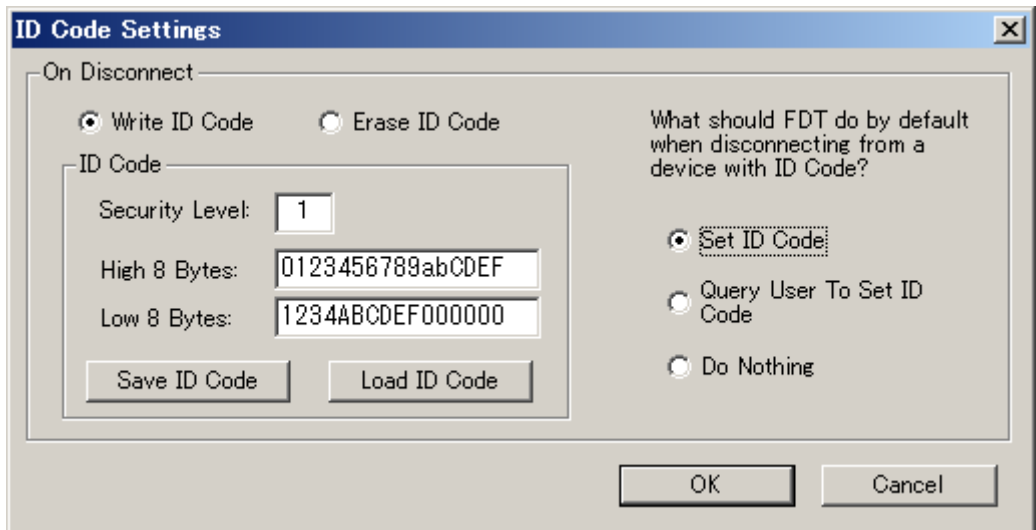 ID Code Settings
On Disconnect
Write ID Code
Erase ID Code
ID Code
Security Level: 1
High 8 Bytes: 0123456789abCDEF
Low 8 Bytes: 1234ABCDEF000000
Save ID Code
Load ID Code
What should FDT do by default
when disconnecting from a
device with ID Code?
Set ID Code
Query User To Set ID
Code
Do Nothing
OK
Cancel